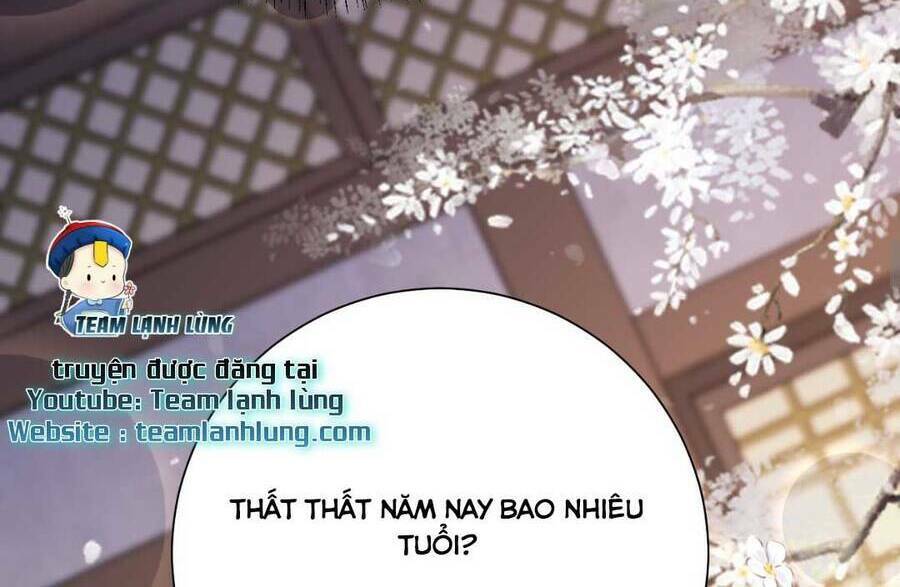 TEAM LẠNH LÙNG
truyện được đăng tại
Youtube: Team lạnh lùng
Website : teamlanhlung.com
THẤT THẤT NĂM NAY BAO NHIÊU
TUỔI?